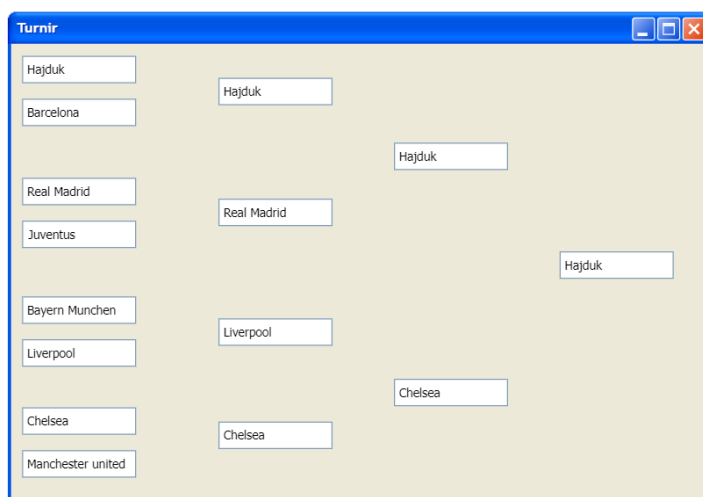 Turnir
Hajduk
Barcelona
Real Madrid
Juventus
Bayern Munchen
Liverpool
Chelsea
Manchester united
Hajduk
Real Madrid
Liverpool
Chelsea
Hajduk
Chelsea
Hajduk